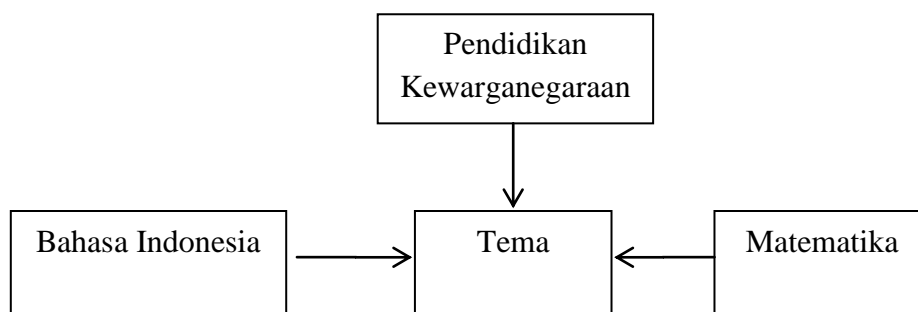 Pendidikan
Kewarganegaraan
Bahasa Indonesia
Tema
Matematika